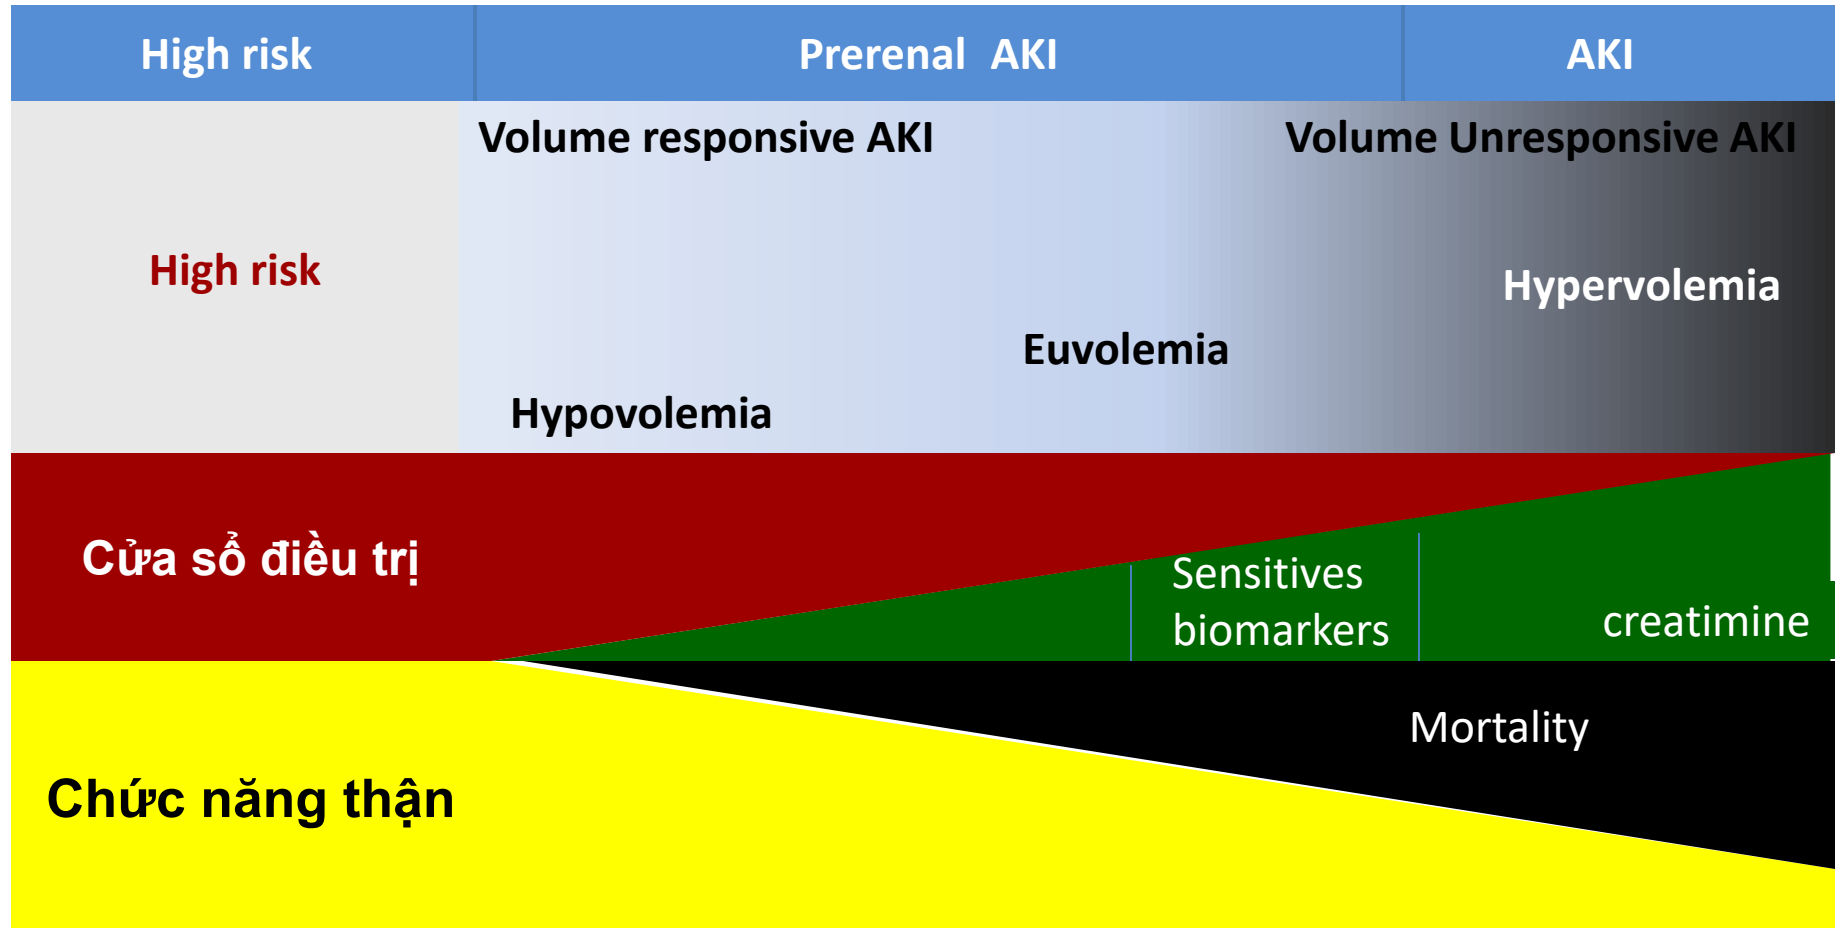 High risk
Prerenal AKI
AKI
Volume responsive AKI
Volume Unresponsive AKI
High risk
Hypervolemia
Euvolemia
Hypovolemia
Cửa sổ điều trị
Sensitives
biomarkers
creatimine
Mortality
Chức năng thận